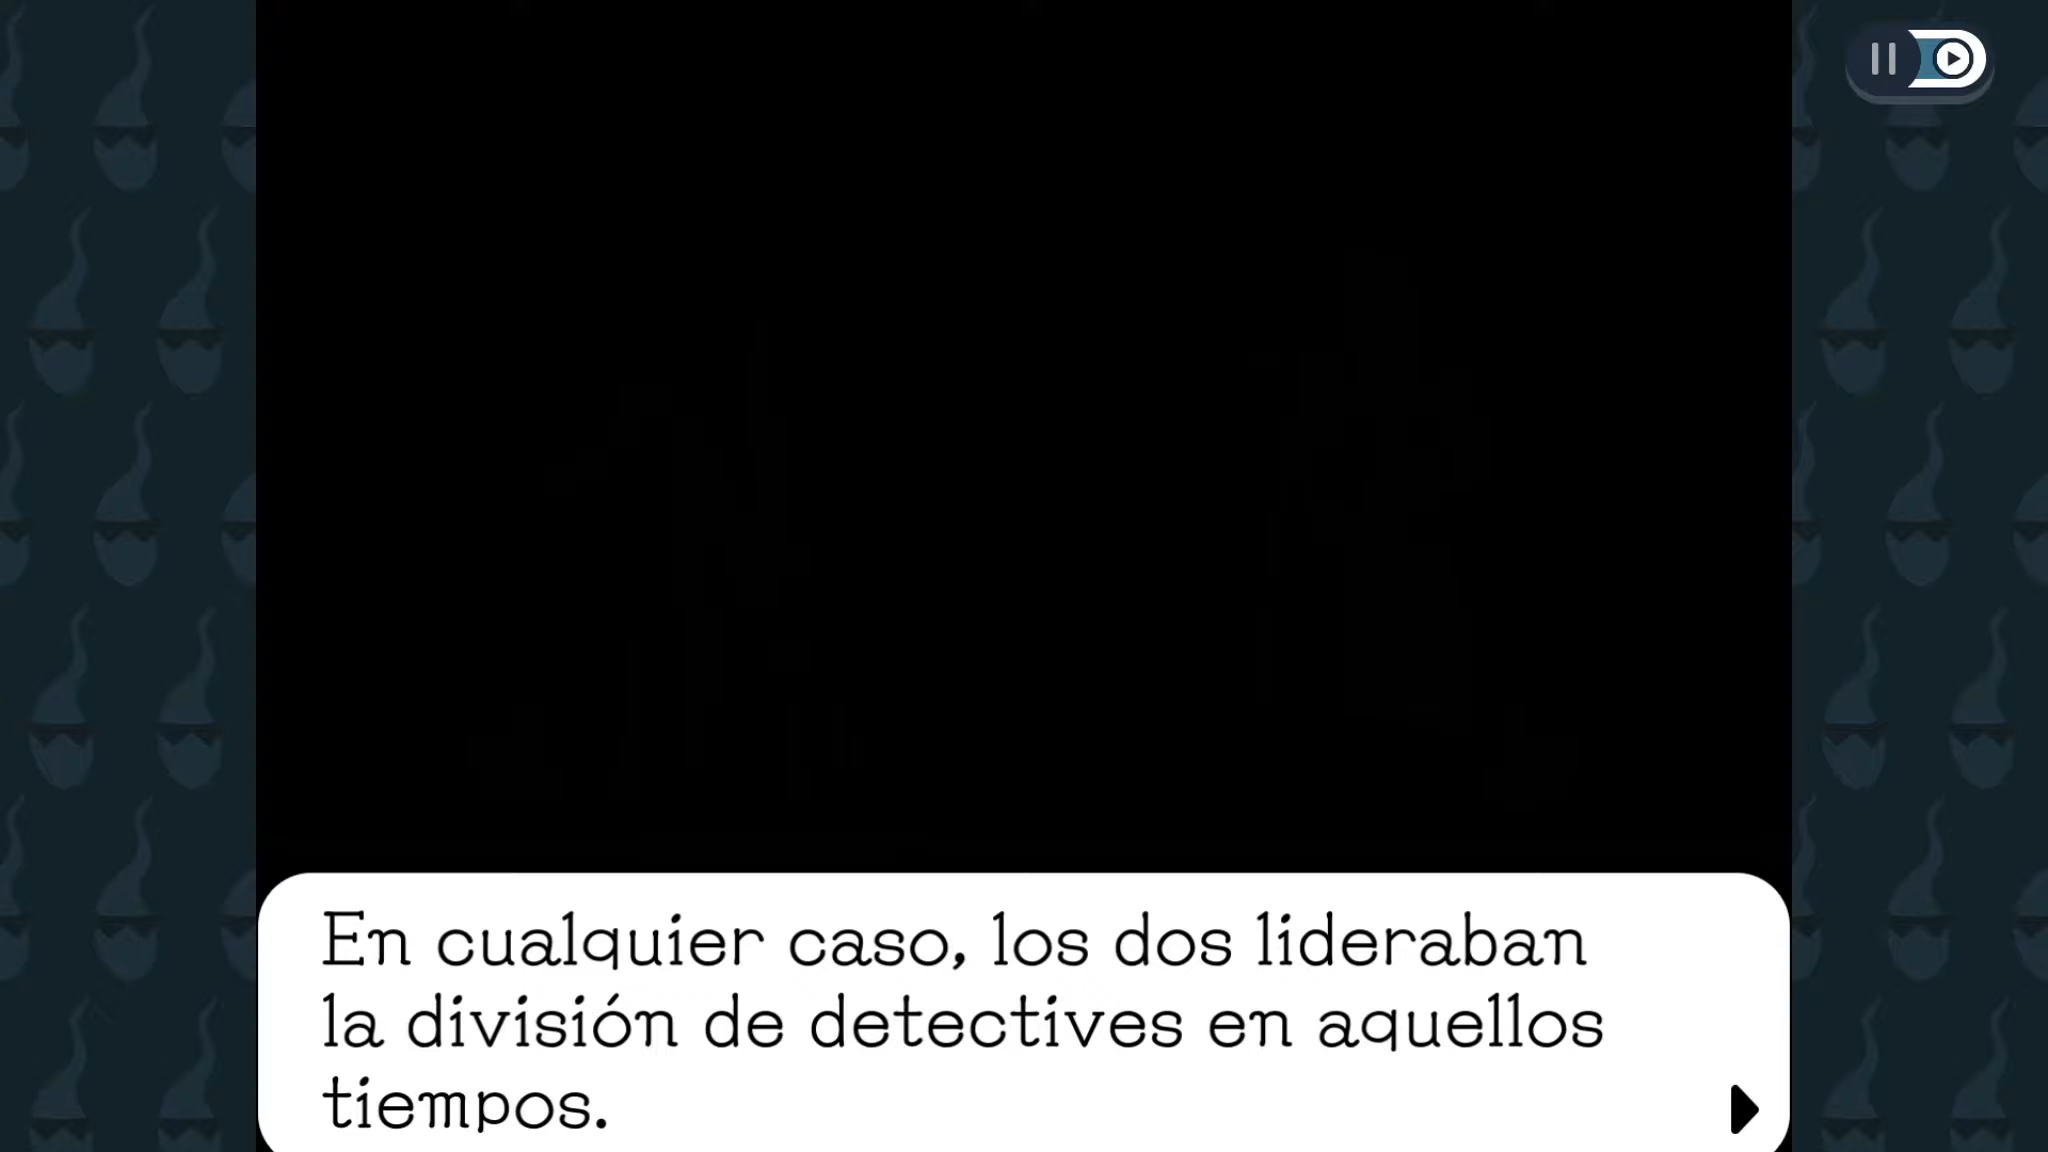 En cualquier caso, los dos lideraban
la división de detectives en aquellos
tiempos.